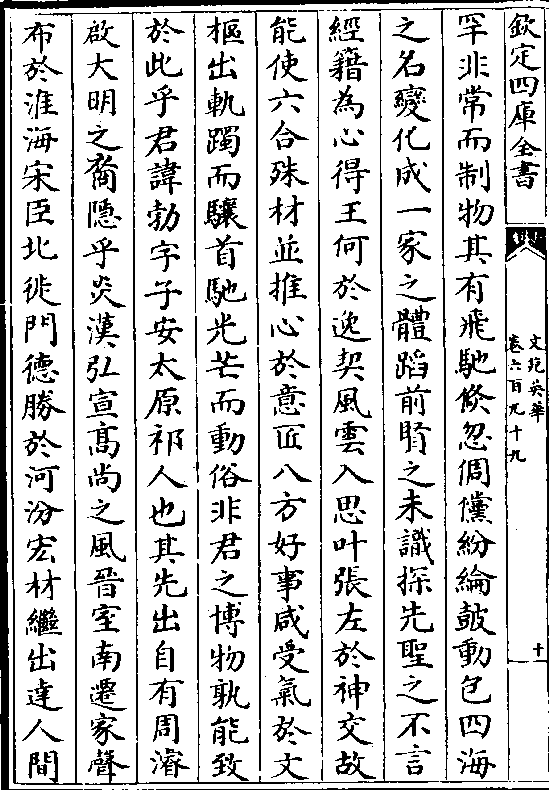 欽定四庫全書
文苑英華
卷六百九十九
十
罕非常而制物其有飛馳倐忽倜儻紛綸皷動包四海
之名變化成一家之體蹈前賢之未識探先聖之不言
經籍為心得王何於逸契風雲入思叶張左於神交故
能使六合殊材並推心於意匠八方好事咸受氣於文
樞出軌躅而驤首馳光芒而動俗非君之博物孰能致
於此乎君諱勃字子安太原祁人也其先出自有周濬
啟大明之裔隱乎炎漢弘宣髙尚之風晉室南遷家聲
布於淮海宋臣北徙門德勝於河汾宏材繼出達人間